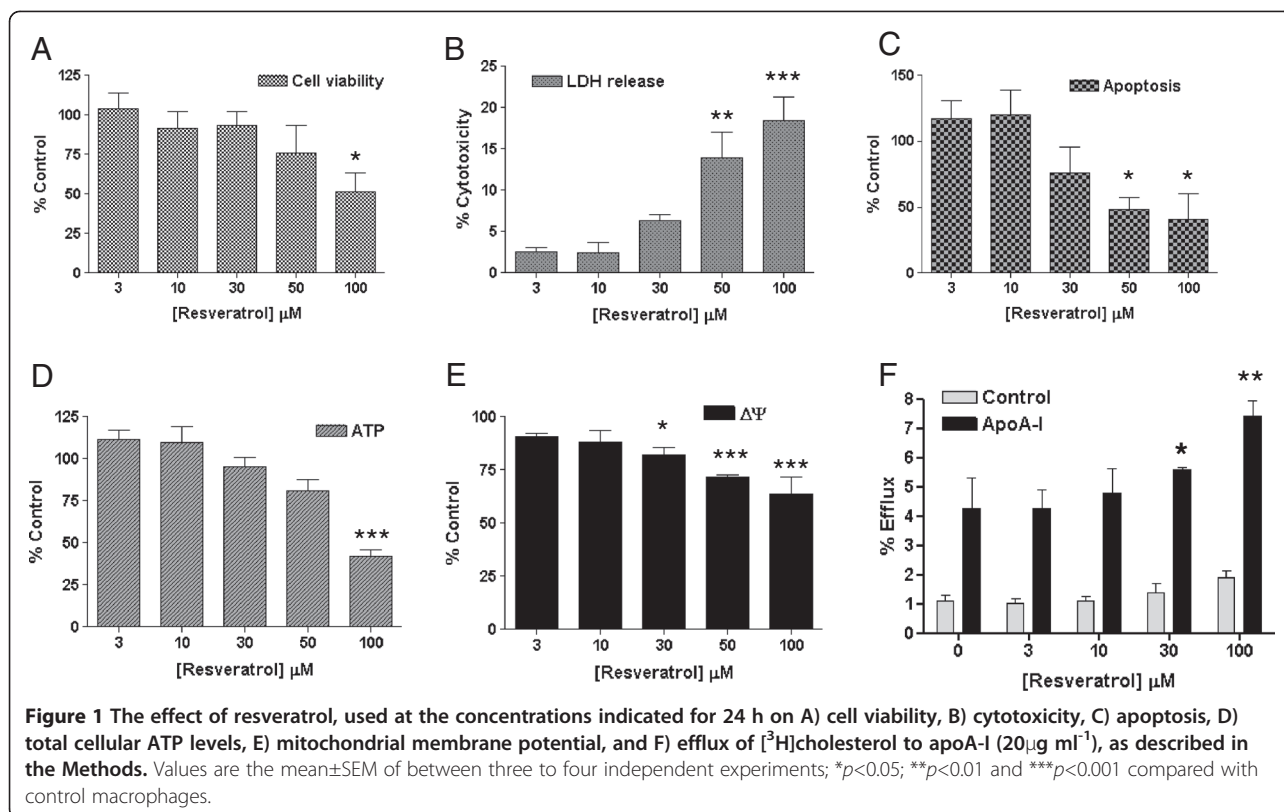 A
125
100
75
50
25
0
% Control
Cell viability
*
3 10 30 50 100
[Resveratrol] µM
B
25
20
15
10
5
0
% Cytotoxicity
LDH release
** ***
3 10 30 50 100
[Resveratrol] µM
C
150
100
50
0
% Control
Apoptosis
* *
3 10 30 50 100
[Resveratrol] µM
D
125
100
75
50
25
0
% Control
ATP
***
3 10 30 50 100
[Resveratrol] µM
E
100
75
50
25
0
% Control
ΔΨ
* *** ***
3 10 30 50 100
[Resveratrol] µM
F
8
7
6
5
4
3
2
1
0
% Efflux
Control
ApoA-I
* **
0 3 10 30 100
[Resveratrol] µM
Figure 1 The effect of resveratrol, used at the concentrations indicated for 24 h on A) cell viability, B) cytotoxicity, C) apoptosis, D)
total cellular ATP levels, E) mitochondrial membrane potential, and F) efflux of [³H]cholesterol to apoA-I (20µg ml⁻¹), as described in
the Methods. Values are the mean±SEM of between three to four independent experiments; *p<0.05; **p<0.01 and ***p<0.001 compared with
control macrophages.